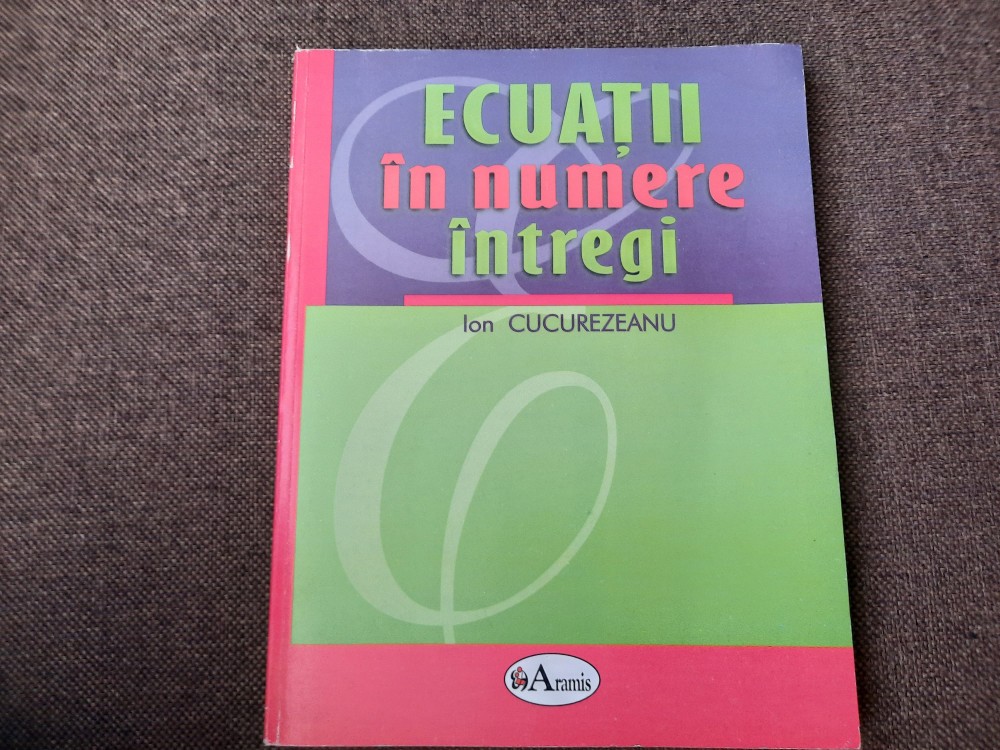 ECUAȚII
în numere
întregi
Ion CUCUREZEANU
Aramis